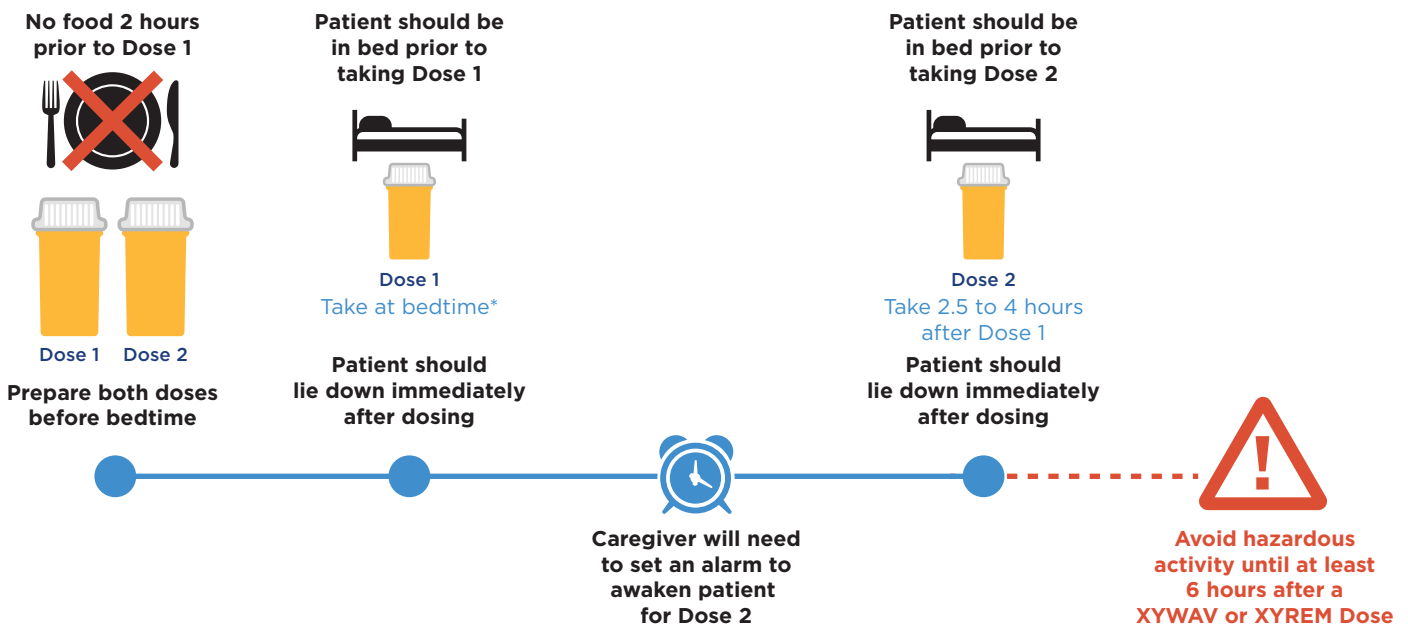 No food 2 hours
prior to Dose 1
Dose 1
Dose 2
Prepare both doses
before bedtime
Patient should be
in bed prior to
taking Dose 1
Dose 1
Take at bedtime*
Patient should
lie down immediately
after dosing
Caregiver will need
to set an alarm to
awaken patient
for Dose 2
Patient should be
in bed prior to
taking Dose 2
Dose 2
Take 2.5 to 4 hours
after Dose 1
Patient should
lie down immediately
after dosing
!
Avoid hazardous
activity until at least
6 hours after a
XYWAV or XYREM Dose